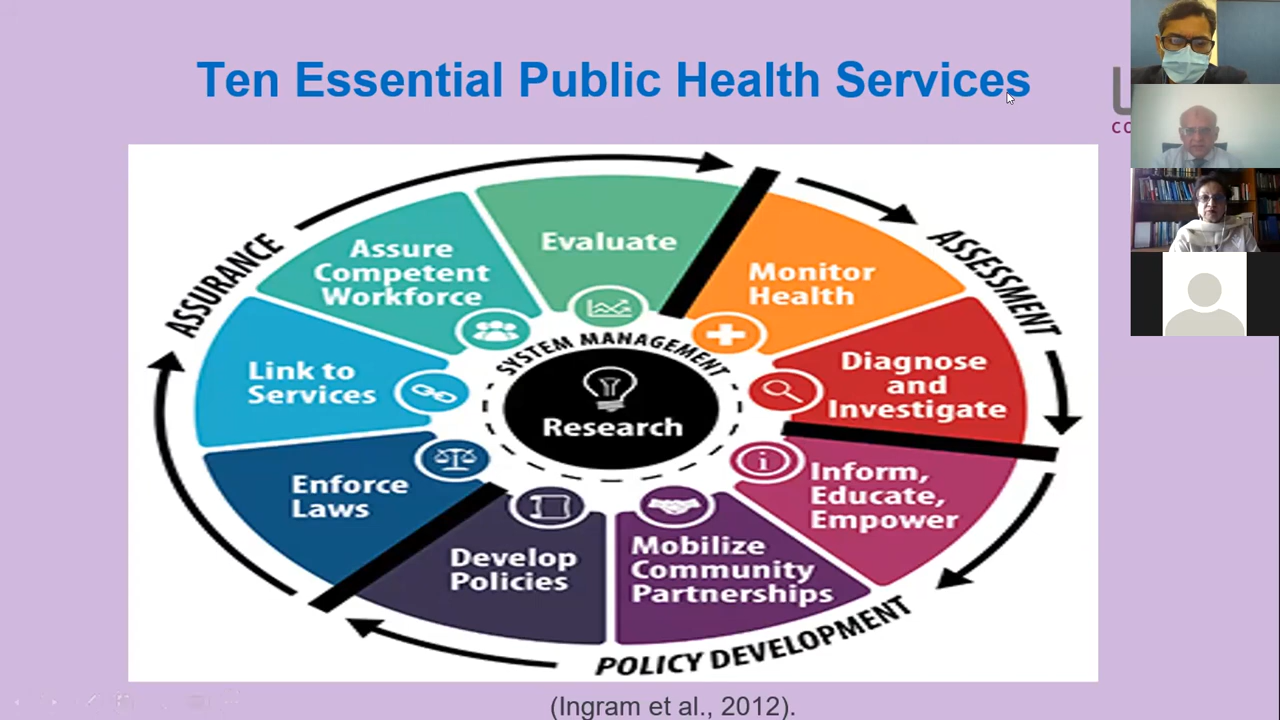 Ten Essential Public Health Services
CO
ASSURANCE
ASSESSMENT
POLICY DEVELOPMENT
Evaluate
Monitor
Health
Diagnose
and
Investigate
Inform,
Educate,
Empower
Mobilize
Community
Partnerships
Develop
Policies
Enforce
Laws
Link to
Services
Assure
Competent
Workforce
SYSTEM MANAGEMENT
Research
(Ingram et al., 2012).